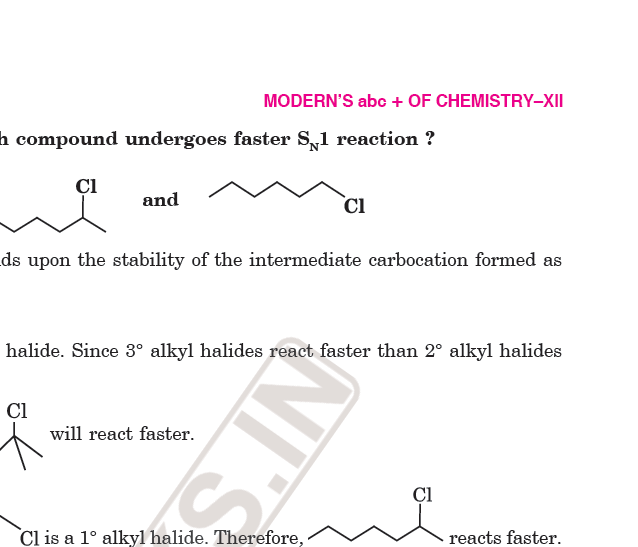 MODERN'S abc + OF CHEMISTRY–XII
h compound undergoes faster SN1 reaction ?
Cl
and
Cl
ds upon the stability of the intermediate carbocation formed as
halide. Since 3° alkyl halides react faster than 2° alkyl halides
Cl
will react faster.
Cl
Cl is a 1° alkyl halide. Therefore, reacts faster.
S.IN